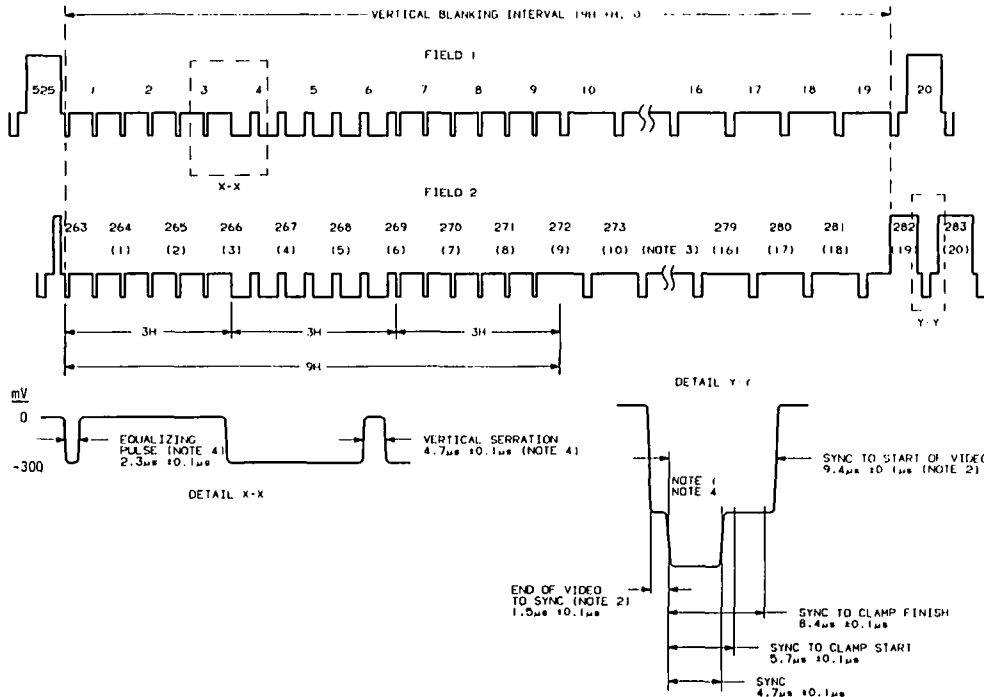 VERTICAL BLANKING INTERVAL (9H +H,
FIELD 1
525 1 2 3 4 5 6 7 8 9 10 16 17 18 19 20
X-X
FIELD 2
263 264 265 266 267 268 269 270 271 272 273 279 280 281 282 283
(1) (2) (3) (4) (5) (6) (7) (8) (9) (10) (NOTE 3) (16) (17) (18) (19) (20)
Y-Y
3H 3H 3H
9H
mV
0
-300
EQUALIZING
PULSE (NOTE 4)
2.3µs ±0.1µs
VERTICAL SERRATION
4.7µs ±0.1µs (NOTE 4)
DETAIL X-X
DETAIL Y-Y
SYNC TO START OF VIDEO
9.4µs ±0.1µs (NOTE 2)
NOTE 1
NOTE 4
END OF VIDEO
TO SYNC (NOTE 2)
1.5µs ±0.1µs
SYNC TO CLAMP FINISH
8.4µs ±0.1µs
SYNC TO CLAMP START
5.7µs ±0.1µs
SYNC
4.7µs ±0.1µs